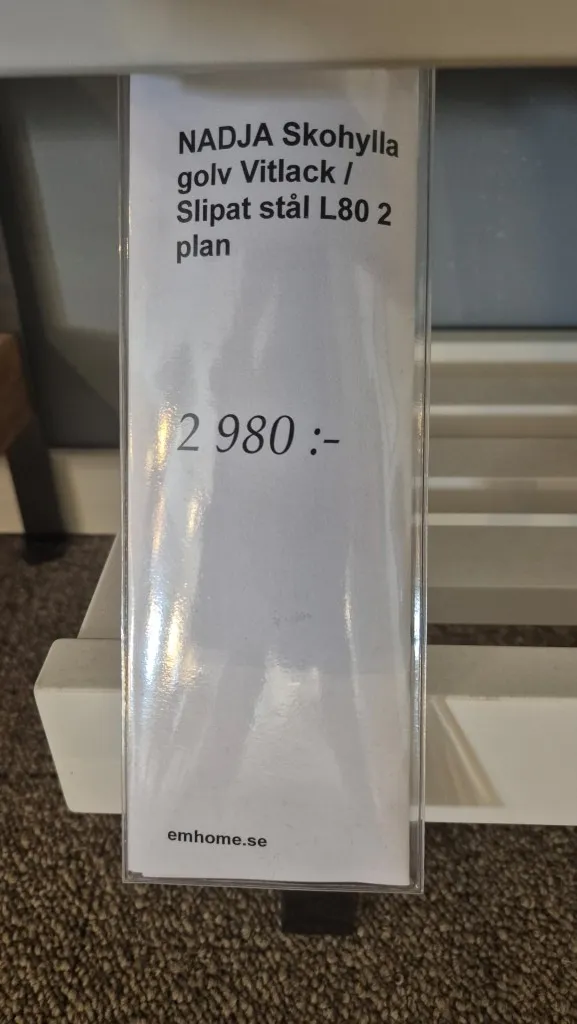 NADJA Skohylla
golv Vitlack /
Slipat stål L80 2
plan
2 980 :-
emhome.se